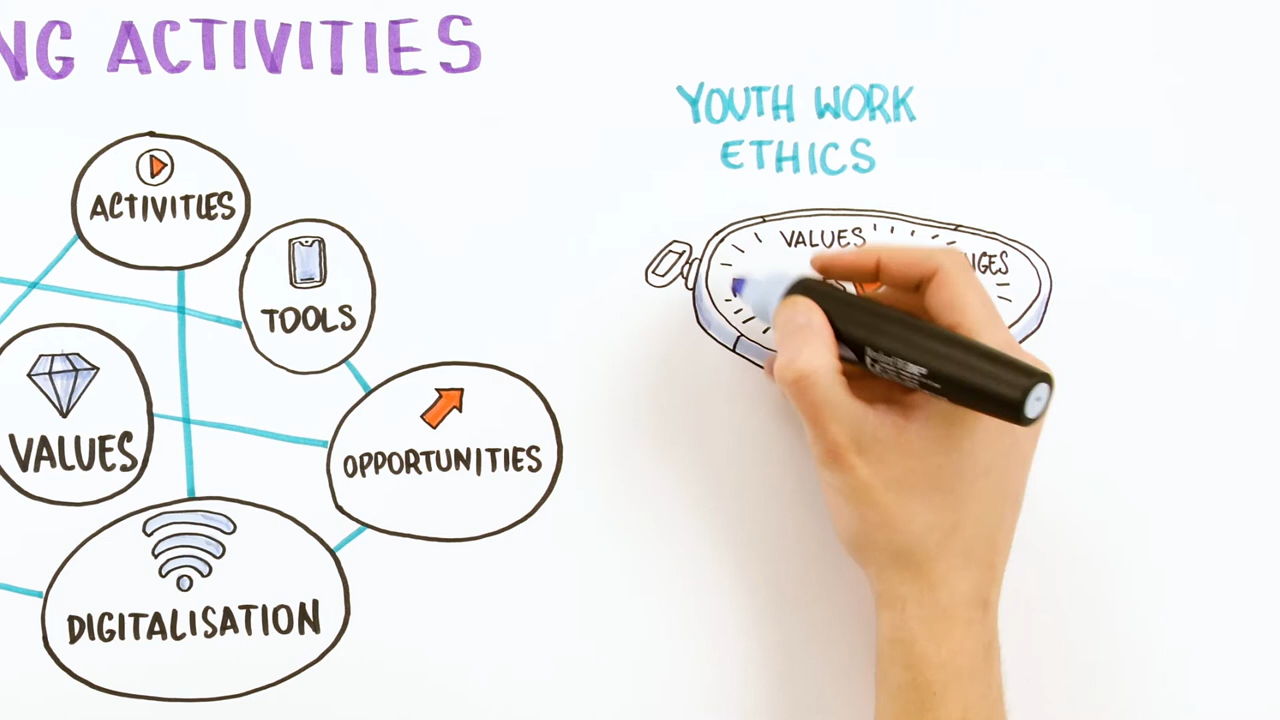 NG ACTIVITIES
YOUTH WORK
ETHICS
ACTIVITIES
VALUES
TOOLS
VALUES
OPPORTUNITIES
DIGITALISATION